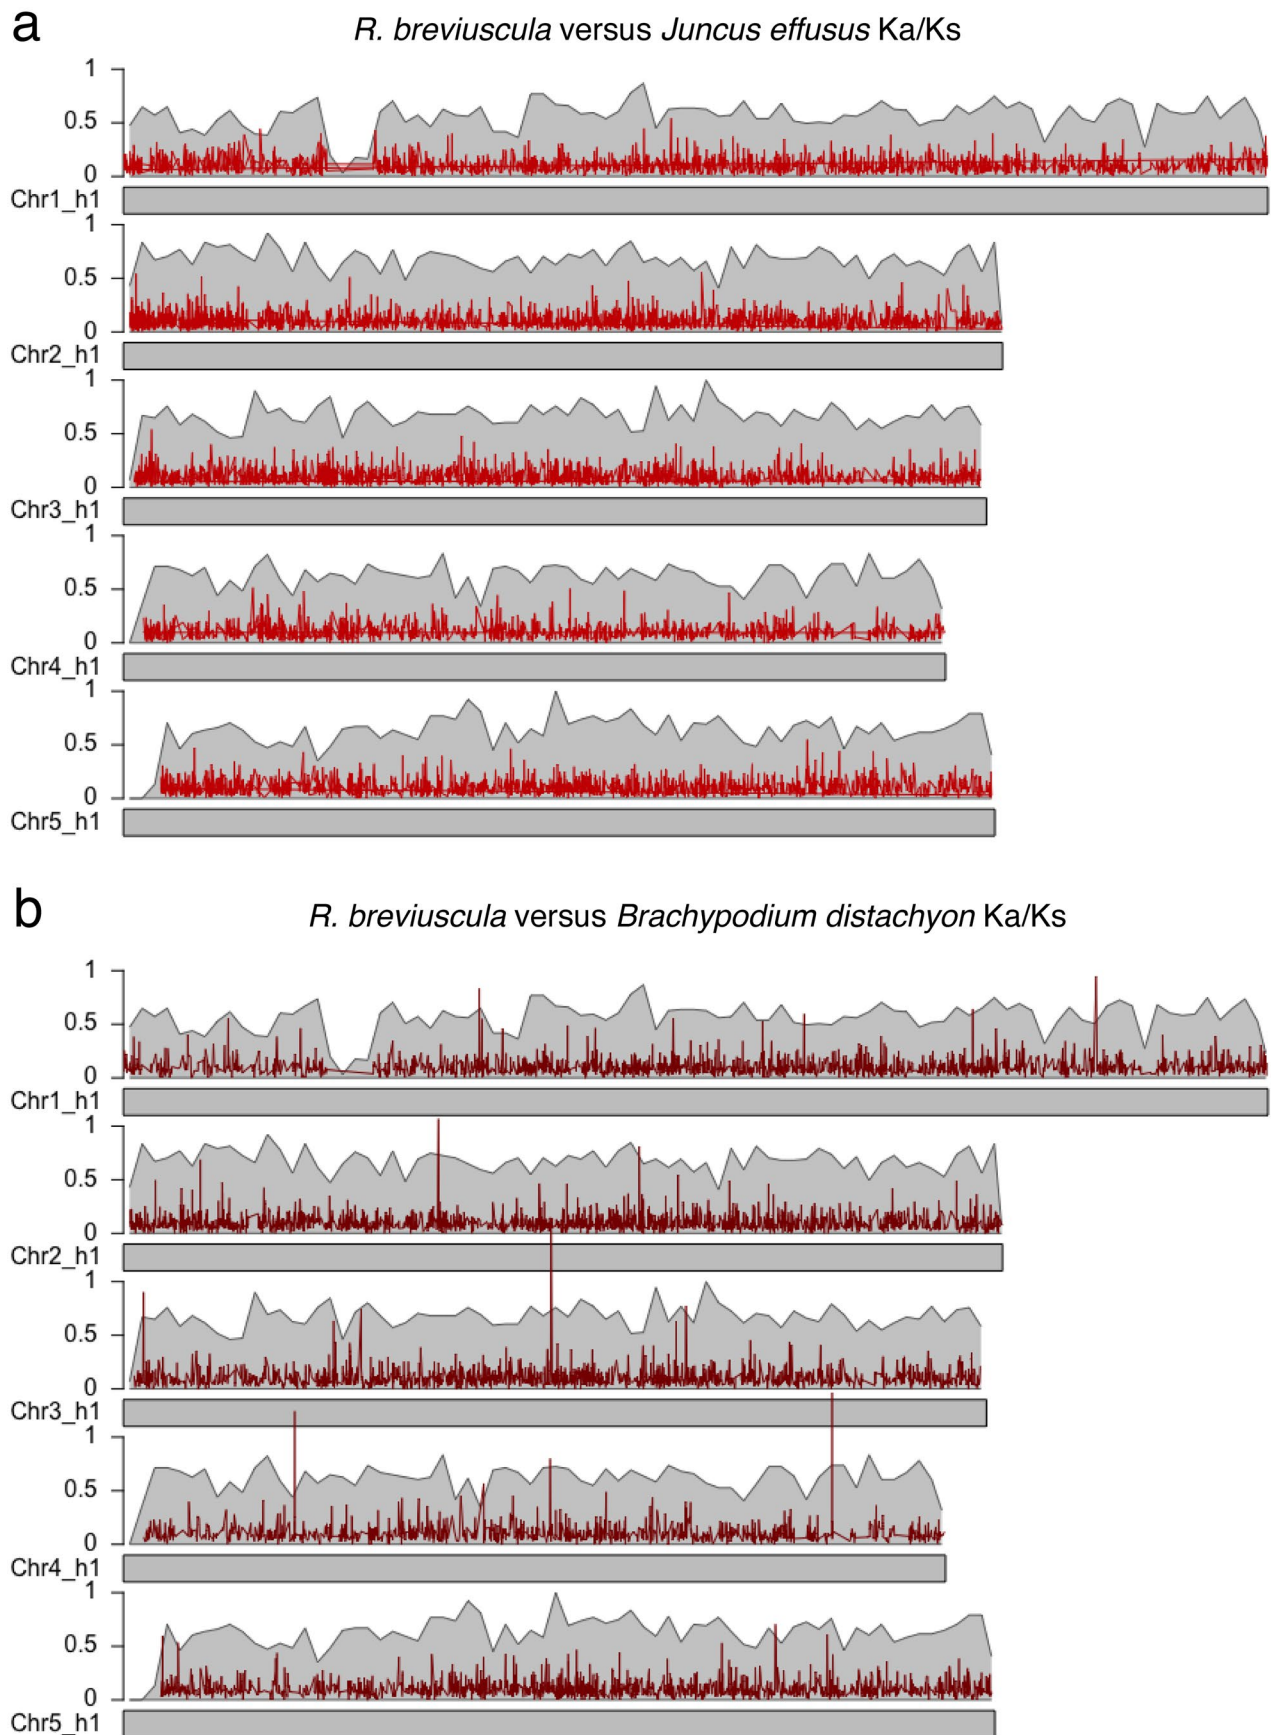 a
R. breviuscula versus Juncus effusus Ka/Ks
1
0.5
0
Chr1_h1
1
0.5
0
Chr2_h1
1
0.5
0
Chr3_h1
1
0.5
0
Chr4_h1
1
0.5
0
Chr5_h1
b
R. breviuscula versus Brachypodium distachyon Ka/Ks
1
0.5
0
Chr1_h1
1
0.5
0
Chr2_h1
1
0.5
0
Chr3_h1
1
0.5
0
Chr4_h1
1
0.5
0
Chr5_h1